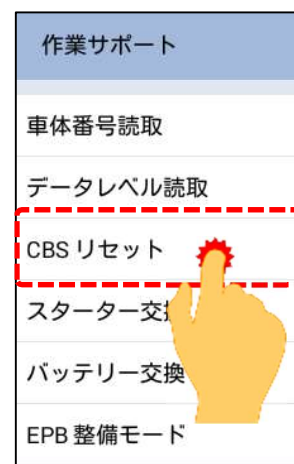 作業サポート
車体番号読取
データレベル読取
CBS リセット
スターター交
バッテリー交換
EPB 整備モード